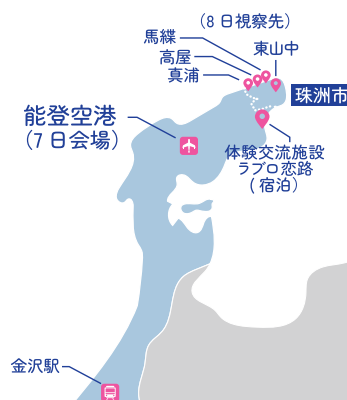 (8日視察先)
馬緤
高屋
真浦
東山中
珠洲市
能登空港
(7日会場)
体験交流施設
ラブロ恋路
(宿泊)
金沢駅